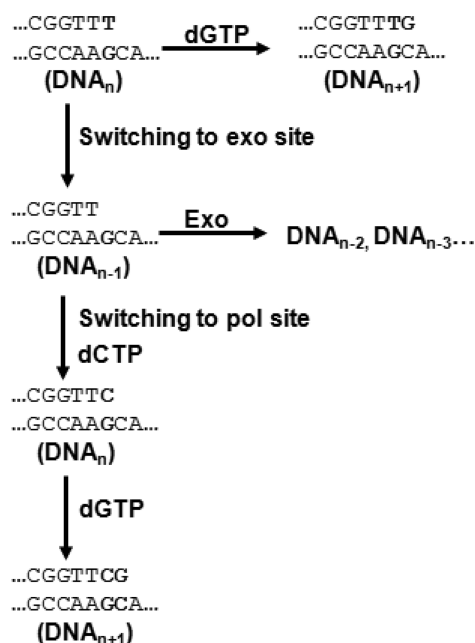 ...CGGTTT
...GCCAAGCA...
(DNAn)
dGTP
...CGGTTTG
...GCCAAGCA...
(DNAn+1)
Switching to exo site
...CGGTT
...GCCAAGCA...
(DNAn-1)
Exo
DNAn-2, DNAn-3...
Switching to pol site
dCTP
...CGGTTC
...GCCAAGCA...
(DNAn)
dGTP
...CGGTTCG
...GCCAAGCA...
(DNAn+1)